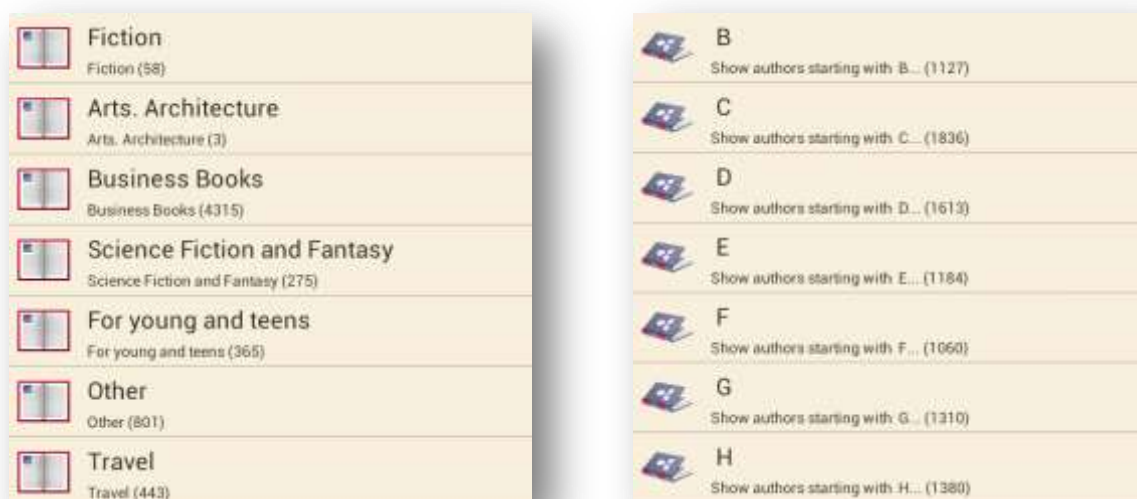 Fiction
Fiction (58)
Arts. Architecture
Arts. Architecture (3)
Business Books
Business Books (4315)
Science Fiction and Fantasy
Science Fiction and Fantasy (275)
For young and teens
For young and teens (365)
Other
Other (801)
Travel
Travel (443)
B
Show authors starting with B... (1127)
C
Show authors starting with C... (1836)
D
Show authors starting with D... (1613)
E
Show authors starting with E... (1184)
F
Show authors starting with F... (1060)
G
Show authors starting with G... (1310)
H
Show authors starting with H... (1380)